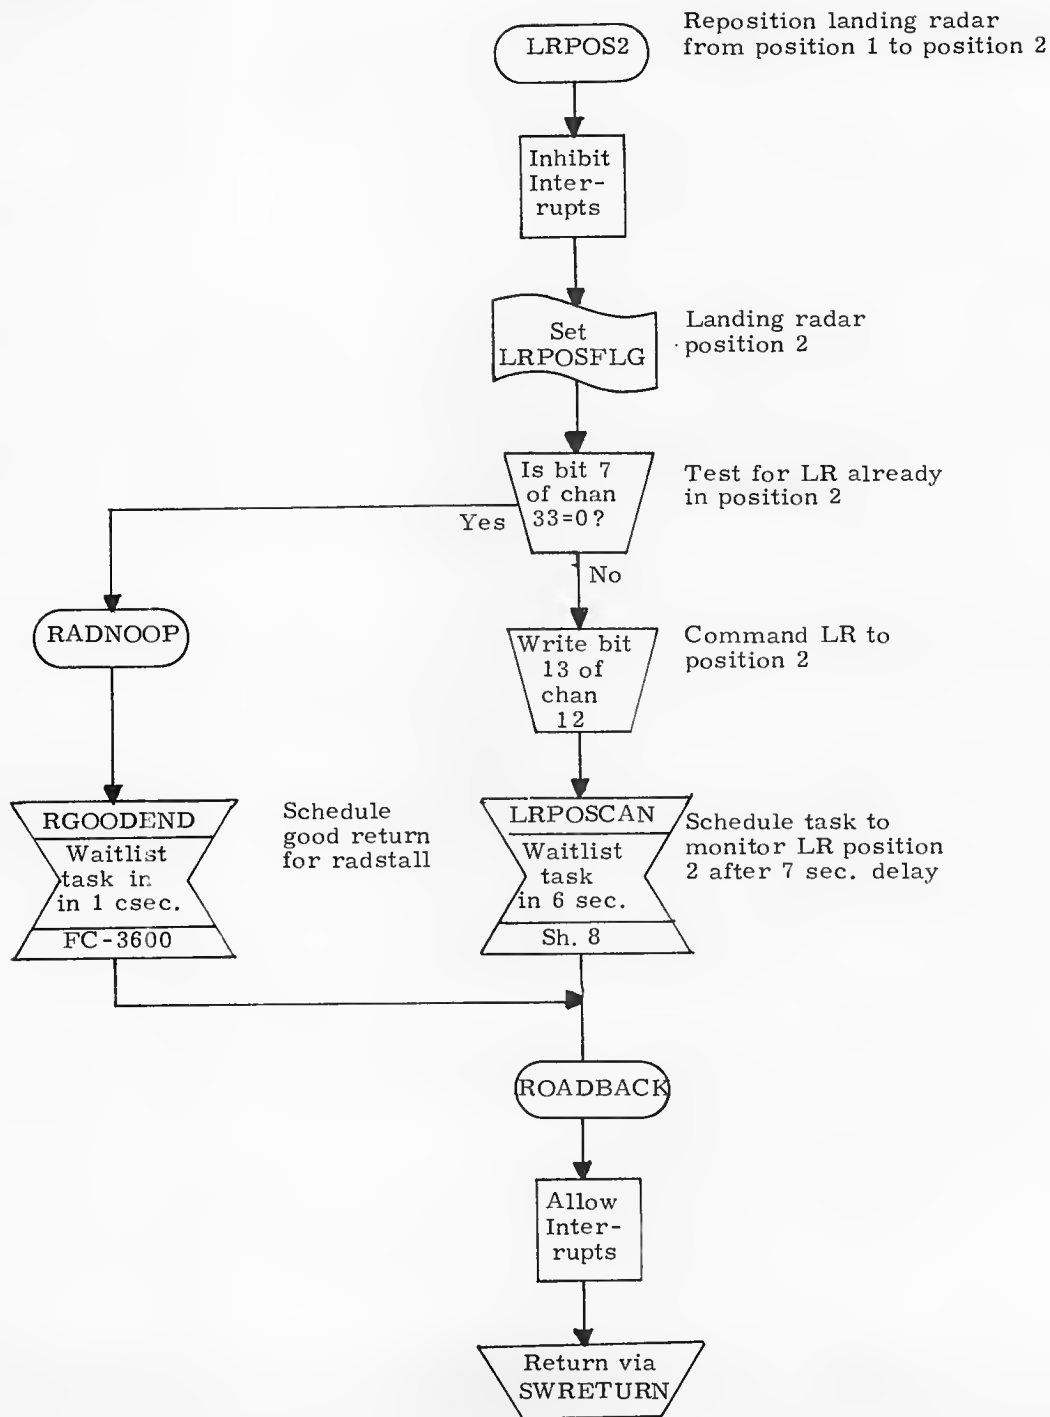 LRPOS2
Reposition landing radar
from position 1 to position 2
Inhibit
Inter-
rupts
Set
LRPOSFLG
Landing radar
position 2
Is bit 7
of chan
33=0?
Test for LR already
in position 2
Yes
No
RADNOOP
Write bit
13 of
chan
12
Command LR to
position 2
RGOODEND
Waitlist
task in
in 1 csec.
FC-3600
Schedule
good return
for radstall
LRPOSCAN
Waitlist
task
in 6 sec.
Sh. 8
Schedule task to
monitor LR position
2 after 7 sec. delay
ROADBACK
Allow
Inter-
rupts
Return via
SWRETURN